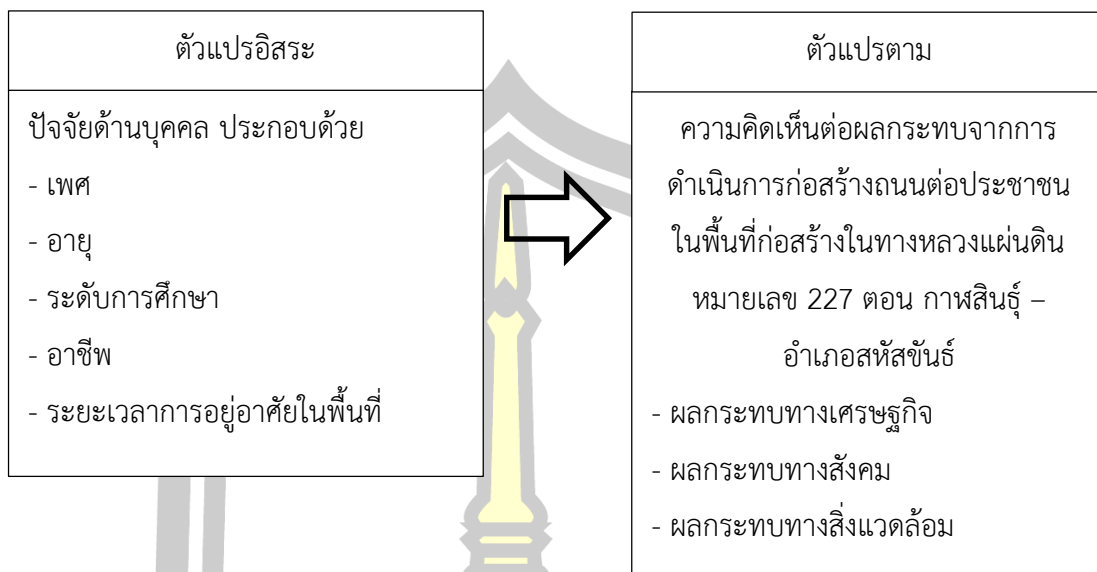 ตัวแปรอิสระ
ปัจจัยด้านบุคคล ประกอบด้วย
- เพศ
- อายุ
- ระดับการศึกษา
- อาชีพ
- ระยะเวลาการอยู่อาศัยในพื้นที่
ตัวแปรตาม
ความคิดเห็นต่อผลกระทบจากการ
ดำเนินการก่อสร้างถนนต่อประชาชน
ในพื้นที่ก่อสร้างในทางหลวงแผ่นดิน
หมายเลข 227 ตอน กาฬสินธุ์ –
อำเภอสหัสขันธ์
- ผลกระทบทางเศรษฐกิจ
- ผลกระทบทางสังคม
- ผลกระทบทางสิ่งแวดล้อม